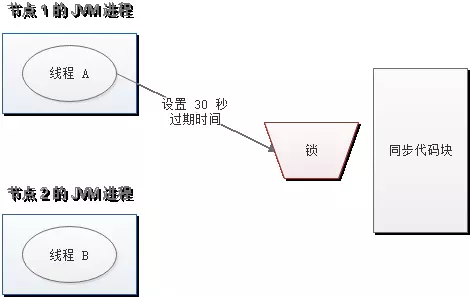 节点 1 的 JVM 进程
线程 A
设置 30 秒
过期时间
锁
同步代码块
节点 2 的 JVM 进程
线程 B